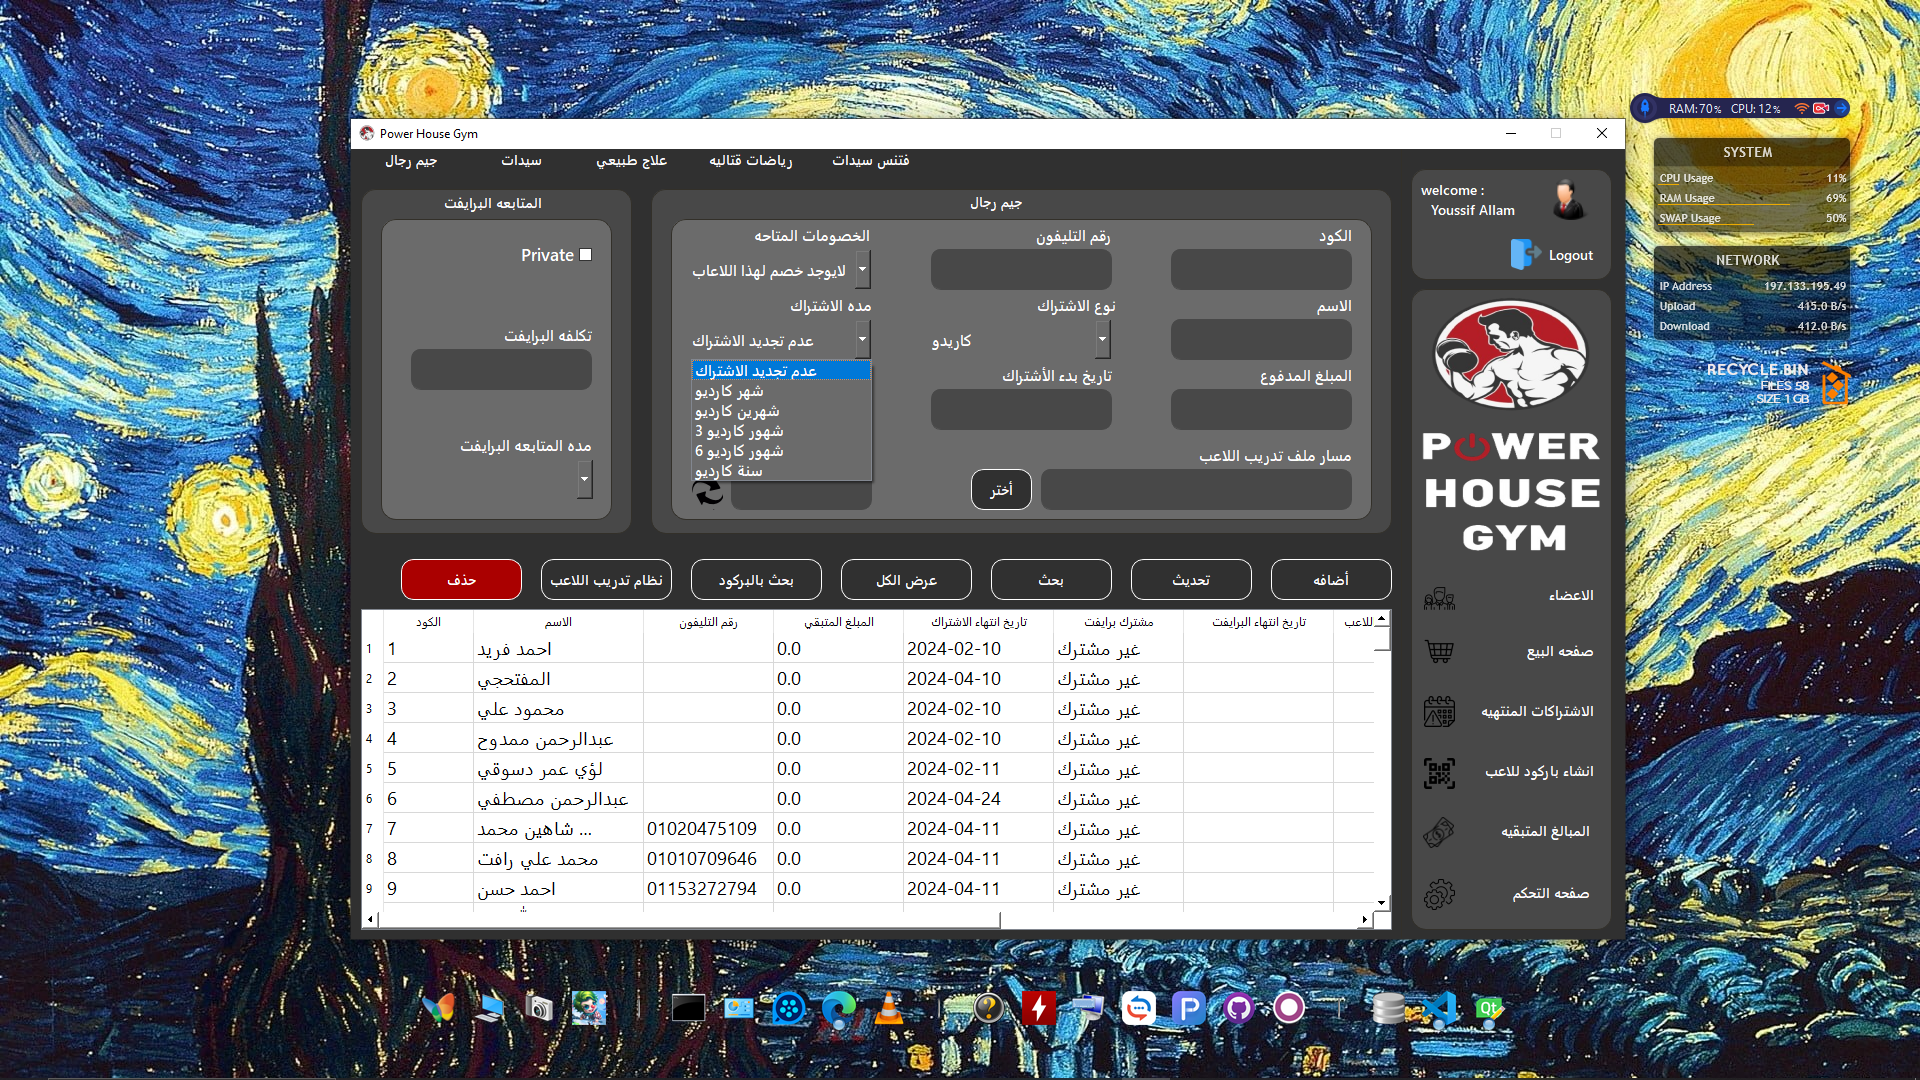 Power House Gym
جيم رجال
سيدات
علاج طبيعي
رياضات قتاليه
فتنس سيدات
المتابعه البرايفت
Private
تكلفه البرايفت
مده المتابعه البرايفت
جيم رجال
الكود
رقم التليفون
الخصومات المتاحه
لايوجد خصم لهذا اللاعاب
الاسم
نوع الاشتراك
كاريدو
مده الاشتراك
عدم تجديد الاشتراك
عدم تجديد الاشتراك
شهر كارديو
شهرين كارديو
3 شهور كارديو
6 شهور كارديو
سنة كارديو
المبلغ المدفوع
تاريخ بدء الأشتراك
مسار ملف تدريب اللاعب
أختر
أضافه
تحديث
بحث
عرض الكل
بحث بالبركود
نظام تدريب اللاعب
حذف
الكود الاسم رقم التليفون المبلغ المتبقي تاريخ انتهاء الاشتراك مشترك برايفت تاريخ انتهاء البرايفت للاعب
1 1 احمد فريد 0.0 2024-02-10 غير مشترك
2 2 المفتحجي 0.0 2024-04-10 غير مشترك
3 3 محمود علي 0.0 2024-02-10 غير مشترك
4 4 عبدالرحمن ممدوح 0.0 2024-02-10 غير مشترك
5 5 لؤي عمر دسوقي 0.0 2024-02-11 غير مشترك
6 6 عبدالرحمن مصطفي 0.0 2024-04-24 غير مشترك
7 7 شاهين محمد ... 01020475109 0.0 2024-04-11 غير مشترك
8 8 محمد علي رافت 01010709646 0.0 2024-04-11 غير مشترك
9 9 احمد حسن 01153272794 0.0 2024-04-11 غير مشترك
welcome :
Youssif Allam
Logout
POWER
HOUSE
GYM
الاعضاء
صفحه البيع
الاشتراكات المنتهيه
انشاء باركود للاعب
المبالغ المتبقيه
صفحه التحكم
RAM:70% CPU:12%
SYSTEM
CPU Usage 11%
RAM Usage 69%
SWAP Usage 50%
NETWORK
IP Address 197.133.195.49
Upload 415.0 B/s
Download 412.0 B/s
RECYCLE BIN
FILES 58
SIZE 1 GB
P
Qt